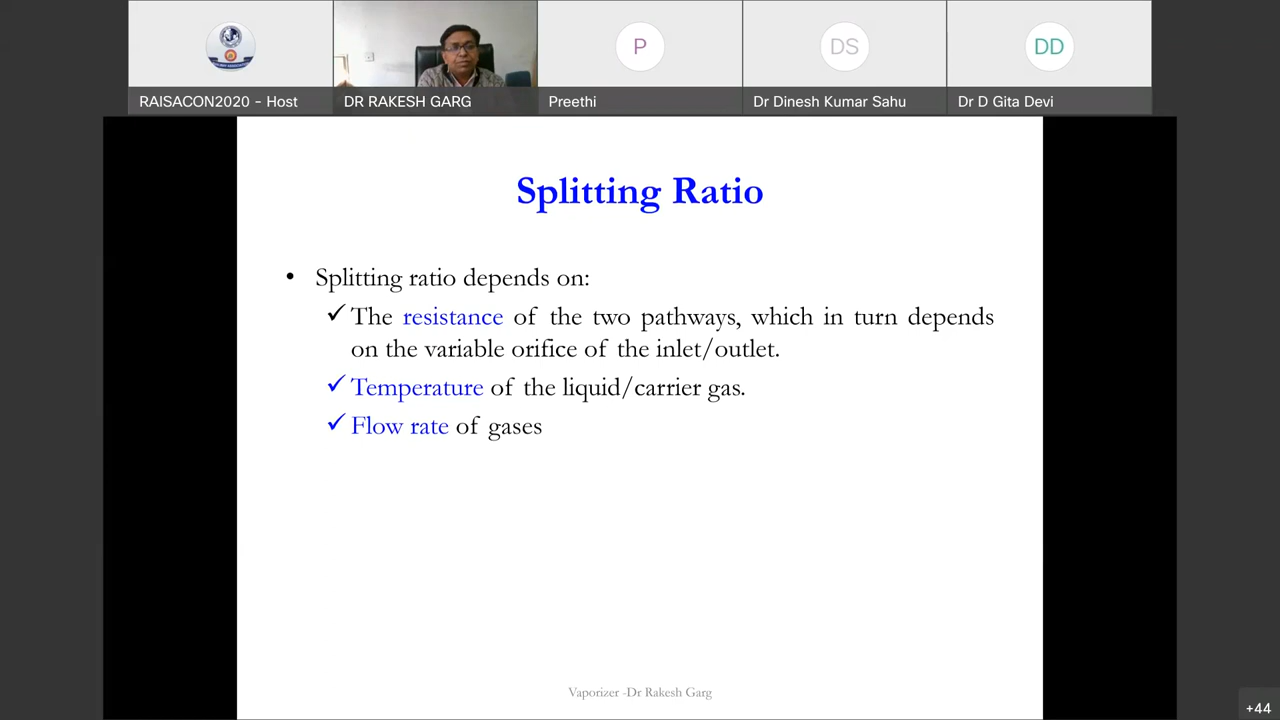 RAISACON2020 - Host
DR RAKESH GARG
P
Preethi
DS
Dr Dinesh Kumar Sahu
DD
Dr D Gita Devi
Splitting Ratio
• Splitting ratio depends on:
✓ The resistance of the two pathways, which in turn depends
on the variable orifice of the inlet/outlet.
✓ Temperature of the liquid/carrier gas.
✓ Flow rate of gases
Vaporizer -Dr Rakesh Garg
+44